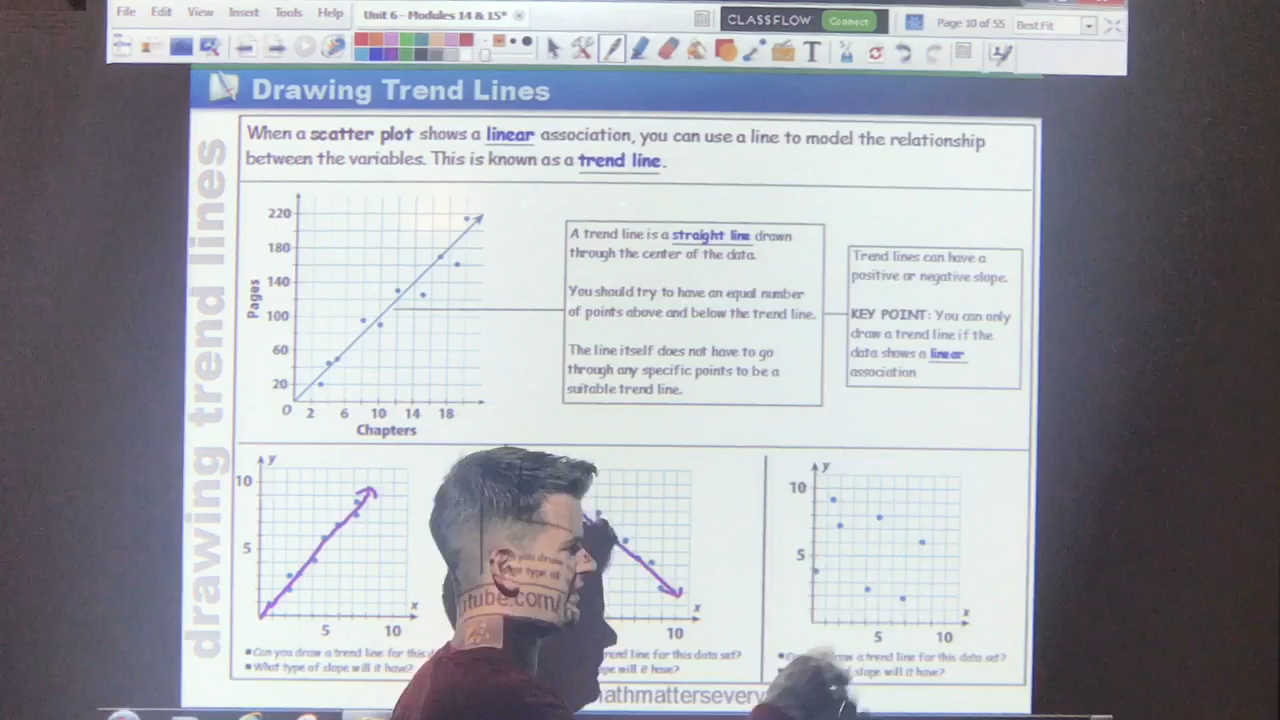 File Edit View Insert Tools Help
Unit 6 - Modules 14 & 15*
CLASSFLOW Connect
Page 10 of 55
Best Fit
T
Drawing Trend Lines
drawing trend lines
When a scatter plot shows a linear association, you can use a line to model the relationship
between the variables. This is known as a trend line.
220
180
140
100
60
20
O 2 6 10 14 18
Pages
Chapters
A trend line is a straight line drawn
through the center of the data.
You should try to have an equal number
of points above and below the trend line.
The line itself does not have to go
through any specific points to be a
suitable trend line.
Trend lines can have a
positive or negative slope.
KEY POINT: You can only
draw a trend line if the
data shows a linear
association
y
10
5
x
5 10
Can you draw a trend line for this d
What type of slope will it have?
you draw
type of
tube.com/
x
10
trend line for this data set?
slope will it have?
mathmattersevery
y
10
5
x
5 10
draw a trend line for this data set?
of slope will it have?